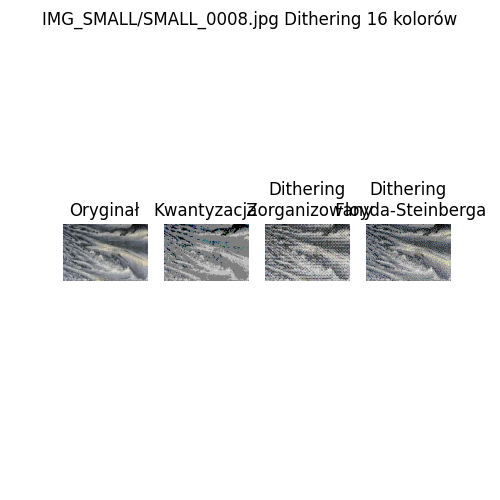 IMG_SMALL/SMALL_0008.jpg Dithering 16 kolorów
Oryginał
Kwantyzacja
Dithering
Zorganizowany
Dithering
Floyda-Steinberga